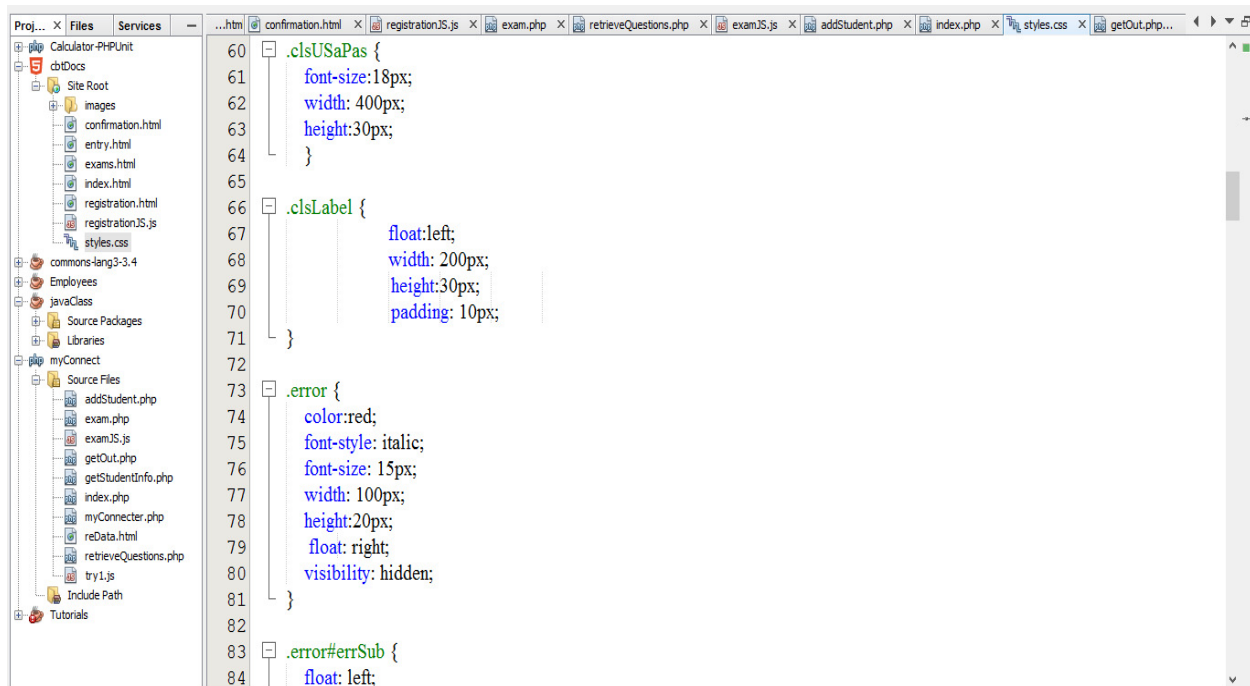 Proj... X Files Services —
...htm confirmation.html X registrationJS.js X exam.php X retrieveQuestions.php X examJS.js X addStudent.php X index.php X styles.css X getOut.php...
Calculator-PHPUnit
cbtDocs
Site Root
images
confirmation.html
entry.html
exams.html
index.html
registration.html
registrationJS.js
styles.css
commons-lang3-3.4
Employees
javaClass
Source Packages
Libraries
myConnect
Source Files
addStudent.php
exam.php
examJS.js
getOut.php
getStudentInfo.php
index.php
myConnecter.php
reData.html
retrieveQuestions.php
try1.js
Include Path
Tutorials
60 .clsUSaPas {
61 font-size:18px;
62 width: 400px;
63 height:30px;
64 }
65
66 .clsLabel {
67 float:left;
68 width: 200px;
69 height:30px;
70 padding: 10px;
71 }
72
73 .error {
74 color:red;
75 font-style: italic;
76 font-size: 15px;
77 width: 100px;
78 height:20px;
79 float: right;
80 visibility: hidden;
81 }
82
83 .error#errSub {
84 float: left;